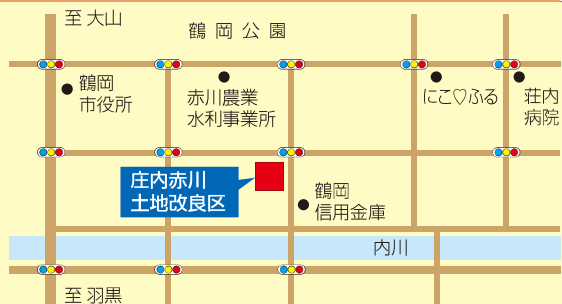 至 大山
鶴 岡 公 園
鶴岡
市役所
赤川農業
水利事業所
にこ♡ふる
荘内
病院
庄内赤川
土地改良区
鶴岡
信用金庫
内川
至 羽黒